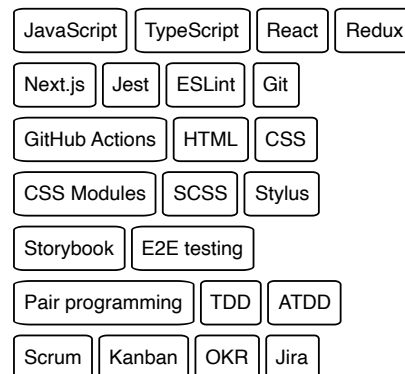 JavaScript TypeScript React Redux
Next.js Jest ESLint Git
GitHub Actions HTML CSS
CSS Modules SCSS Stylus
Storybook E2E testing
Pair programming TDD ATDD
Scrum Kanban OKR Jira